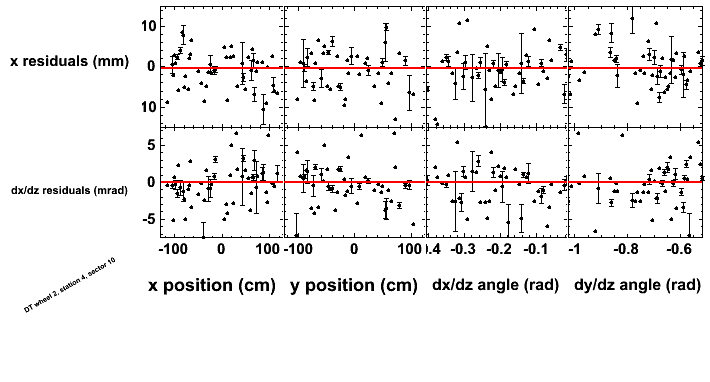 10
x residuals (mm)
0
10
5
dx/dz residuals (mrad)
0
-5
-100 0 100 -100 0 100 0.4 -0.3 -0.2 -0.1 -1 -0.8 -0.6
x position (cm) y position (cm) dx/dz angle (rad) dy/dz angle (rad)
DT wheel 2, station 4, sector 10